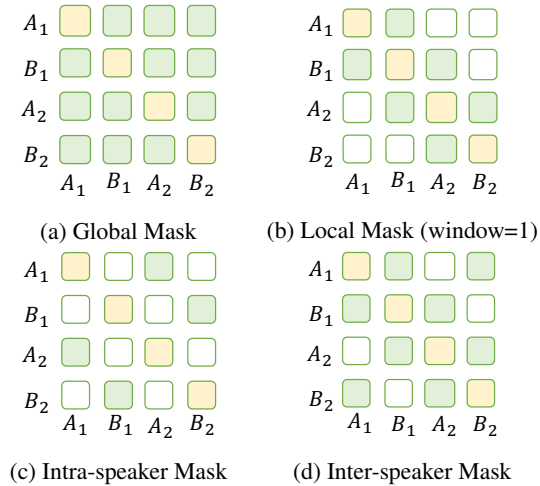 A₁
B₁
A₂
B₂
A₁ B₁ A₂ B₂
(a) Global Mask
A₁
B₁
A₂
B₂
A₁ B₁ A₂ B₂
(b) Local Mask (window=1)
A₁
B₁
A₂
B₂
A₁ B₁ A₂ B₂
(c) Intra-speaker Mask
A₁
B₁
A₂
B₂
A₁ B₁ A₂ B₂
(d) Inter-speaker Mask